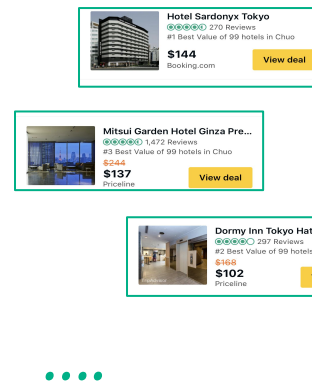 Hotel Sardonyx Tokyo
270 Reviews
#1 Best Value of 99 hotels in Chuo
$144
Booking.com
View deal
Mitsui Garden Hotel Ginza Pre...
1,472 Reviews
#3 Best Value of 99 hotels in Chuo
$244
$137
Priceline
View deal
Dormy Inn Tokyo Hat
297 Reviews
#2 Best Value of 99 hotels
$168
$102
Priceline